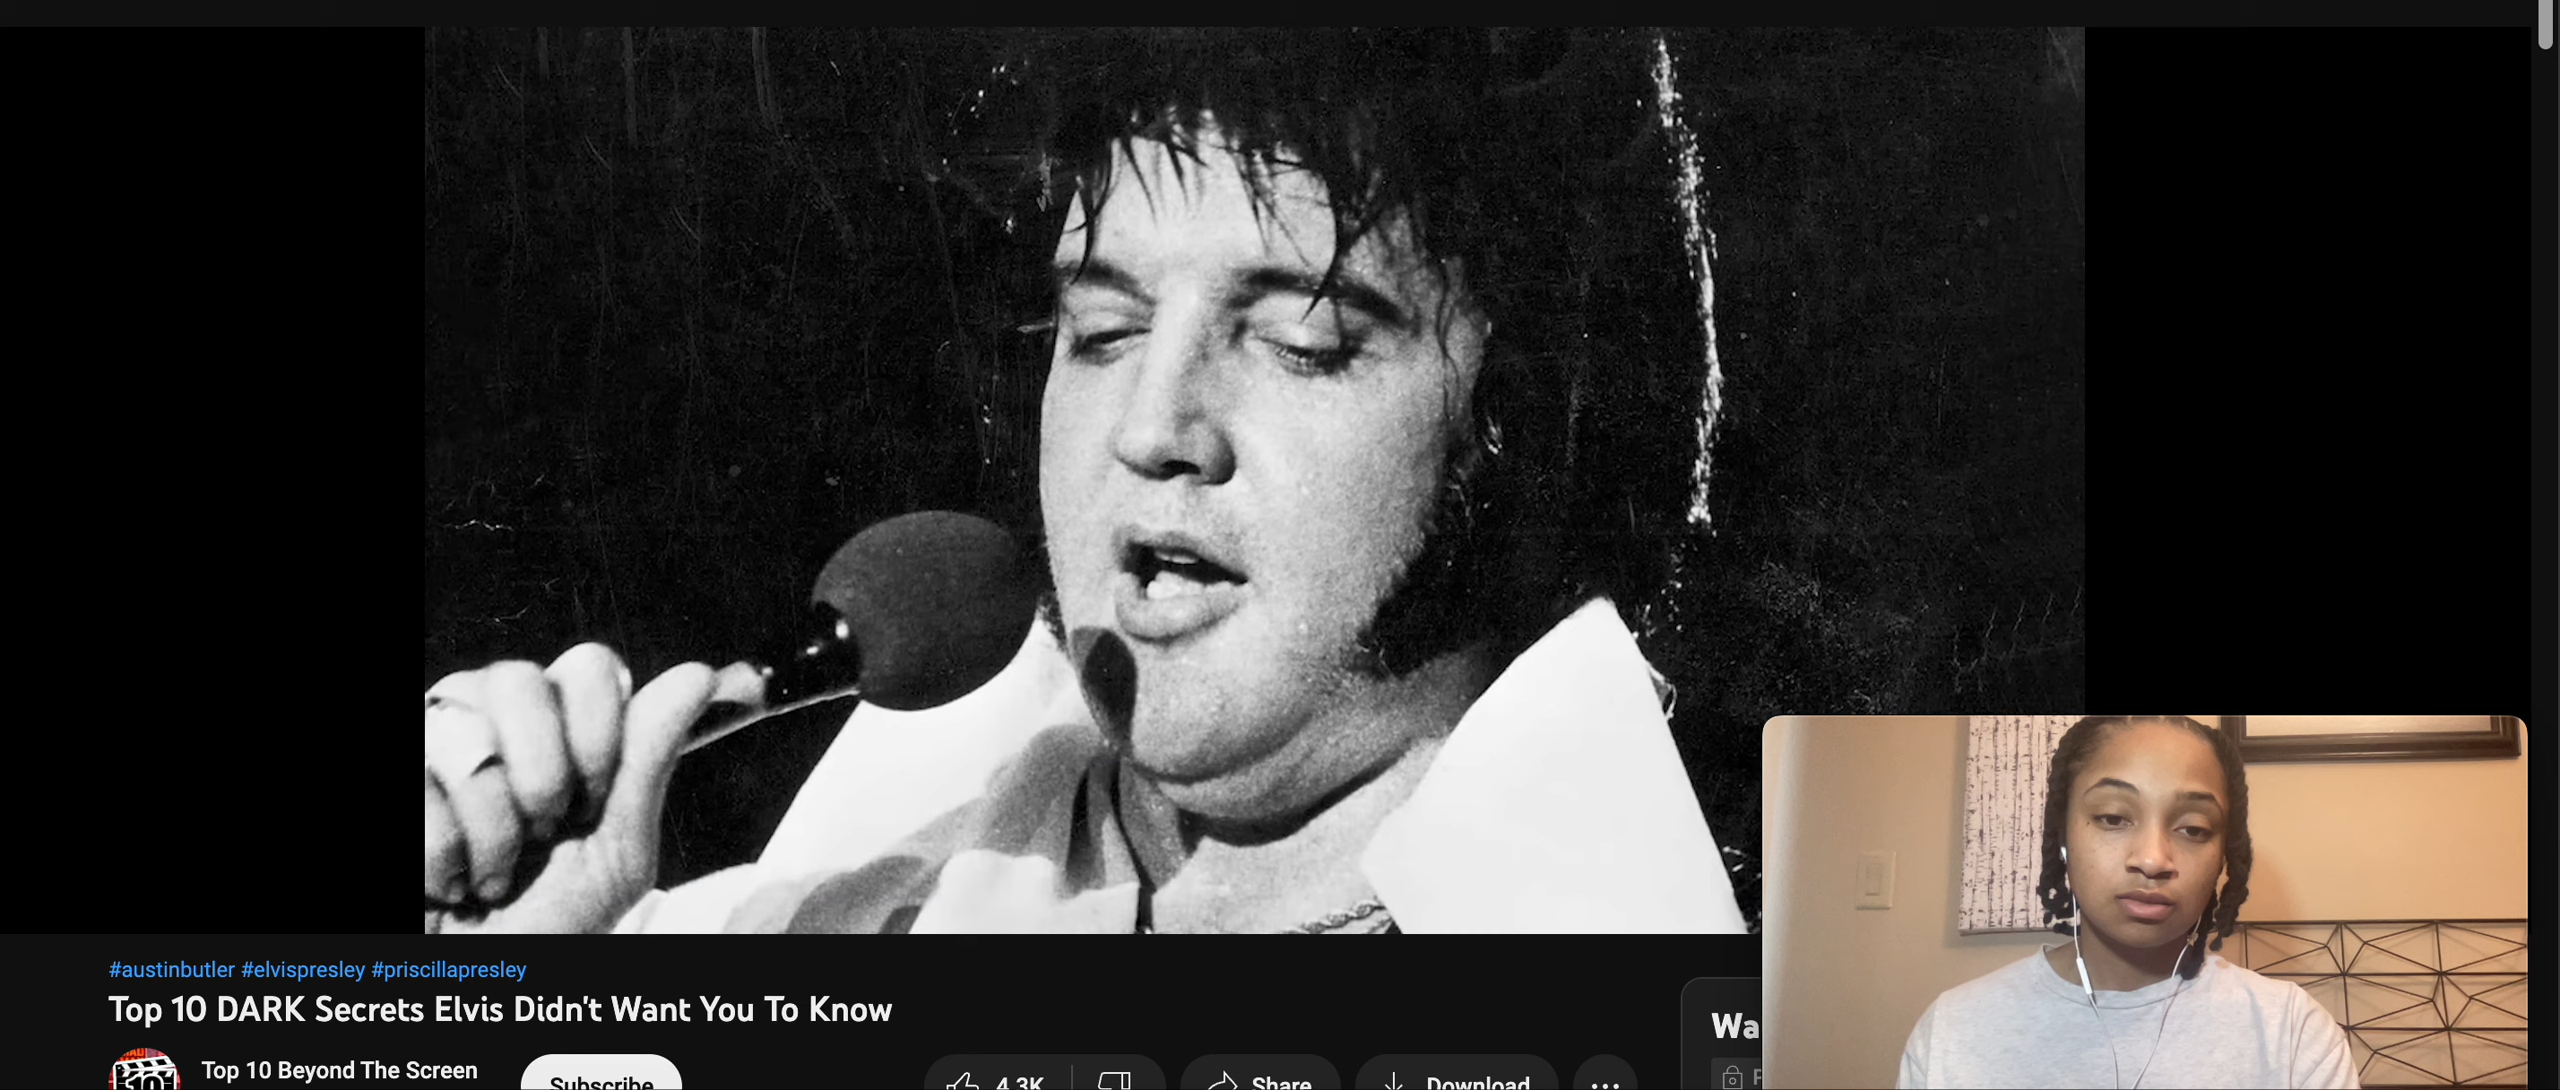 #austinbutler #elvispresley #priscillapresley
Top 10 DARK Secrets Elvis Didn't Want You To Know
Wa
Top 10 Beyond The Screen
Subscribe
4.3K
Share
Download